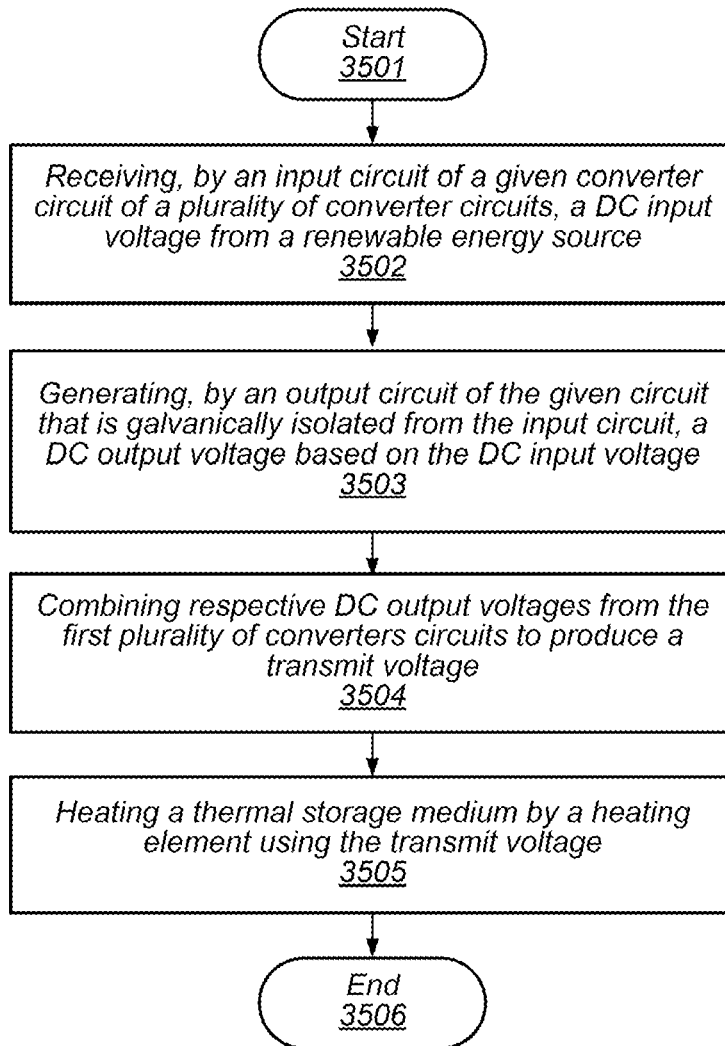 Start
3501
Receiving, by an input circuit of a given converter
circuit of a plurality of converter circuits, a DC input
voltage from a renewable energy source
3502
Generating, by an output circuit of the given circuit
that is galvanically isolated from the input circuit, a
DC output voltage based on the DC input voltage
3503
Combining respective DC output voltages from the
first plurality of converters circuits to produce a
transmit voltage
3504
Heating a thermal storage medium by a heating
element using the transmit voltage
3505
End
3506